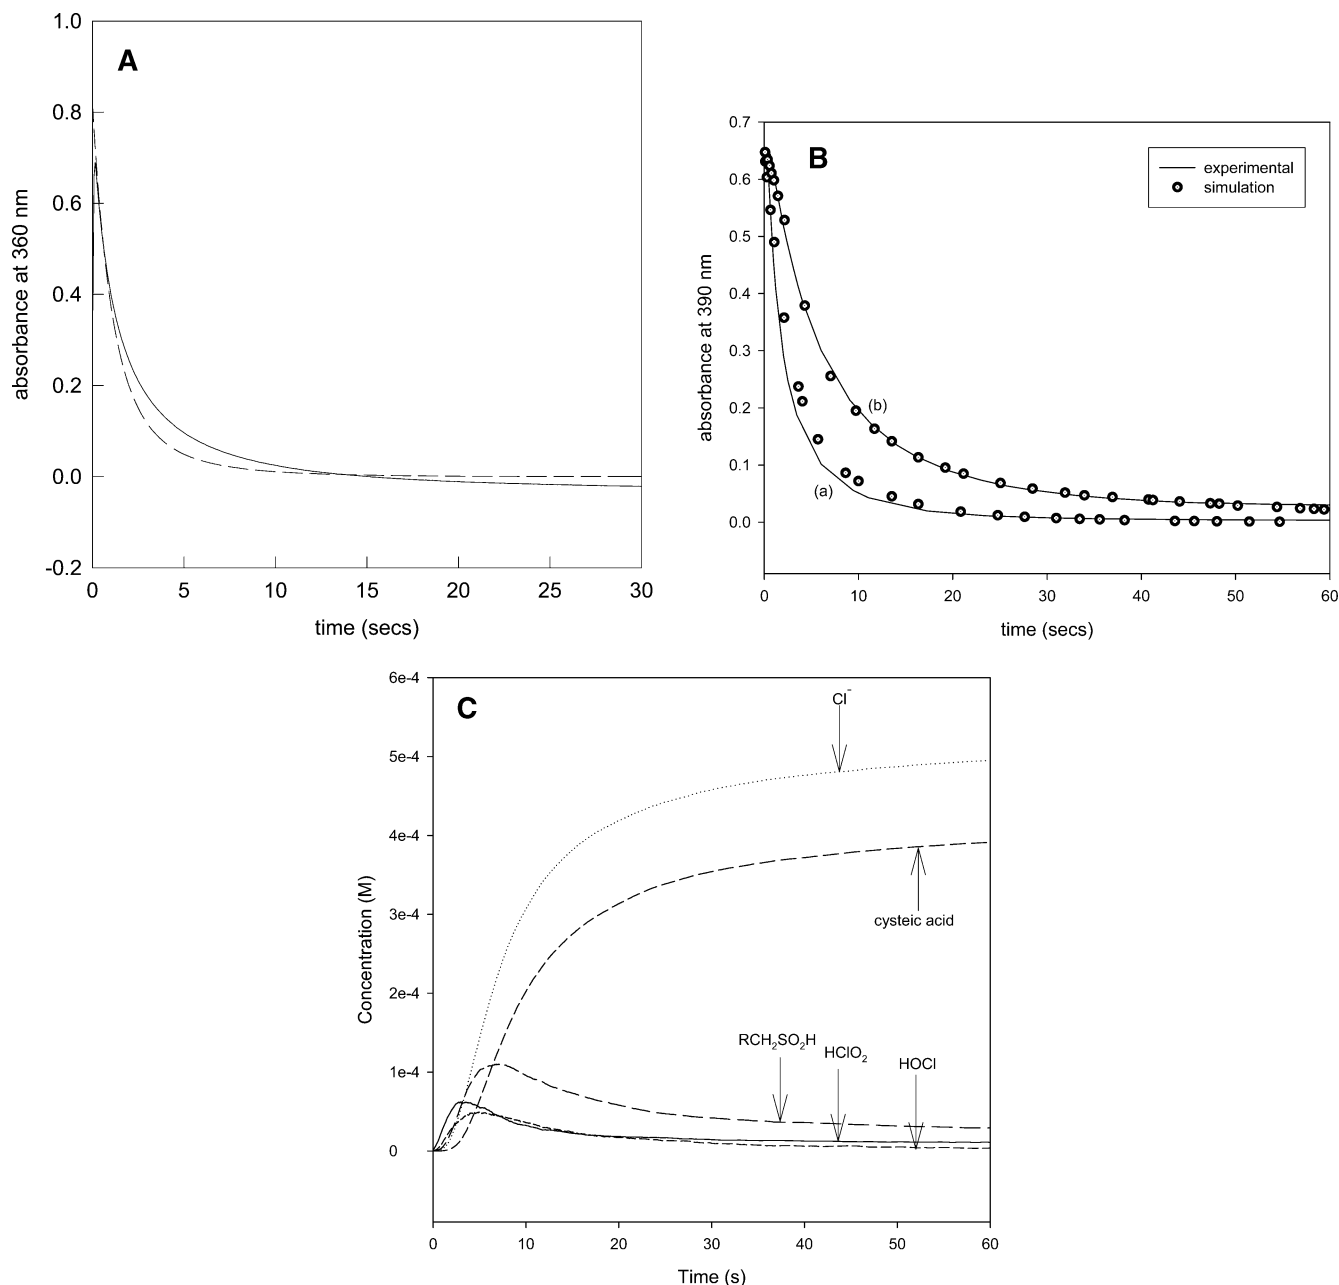 A
absorbance at 360 nm
1.0
0.8
0.6
0.4
0.2
0.0
-0.2
0 5 10 15 20 25 30
time (secs)
B
absorbance at 390 nm
0.7
0.6
0.5
0.4
0.3
0.2
0.1
0.0
experimental
simulation
(b)
(a)
0 10 20 30 40 50 60
time (secs)
C
Concentration (M)
6e-4
5e-4
4e-4
3e-4
2e-4
1e-4
0
Cl⁻
cysteic acid
RCH₂SO₂H
HClO₂
HOCl
0 10 20 30 40 50 60
Time (s)